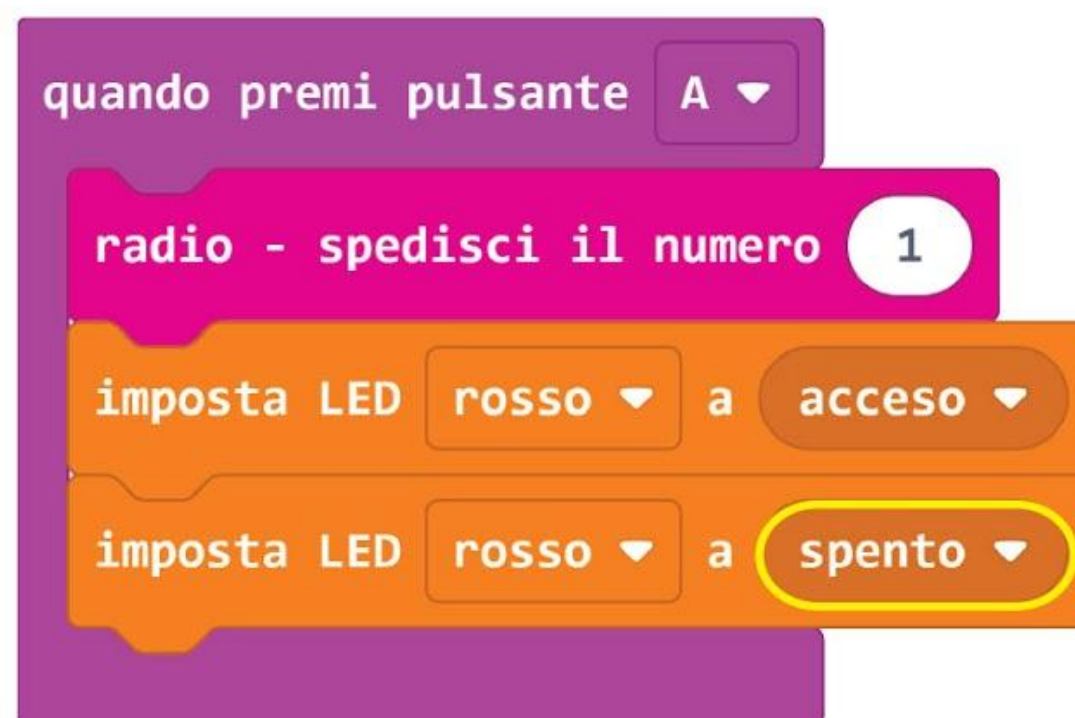 quando premi pulsante A
radio - spedisci il numero 1
imposta LED rosso a acceso
imposta LED rosso a spento